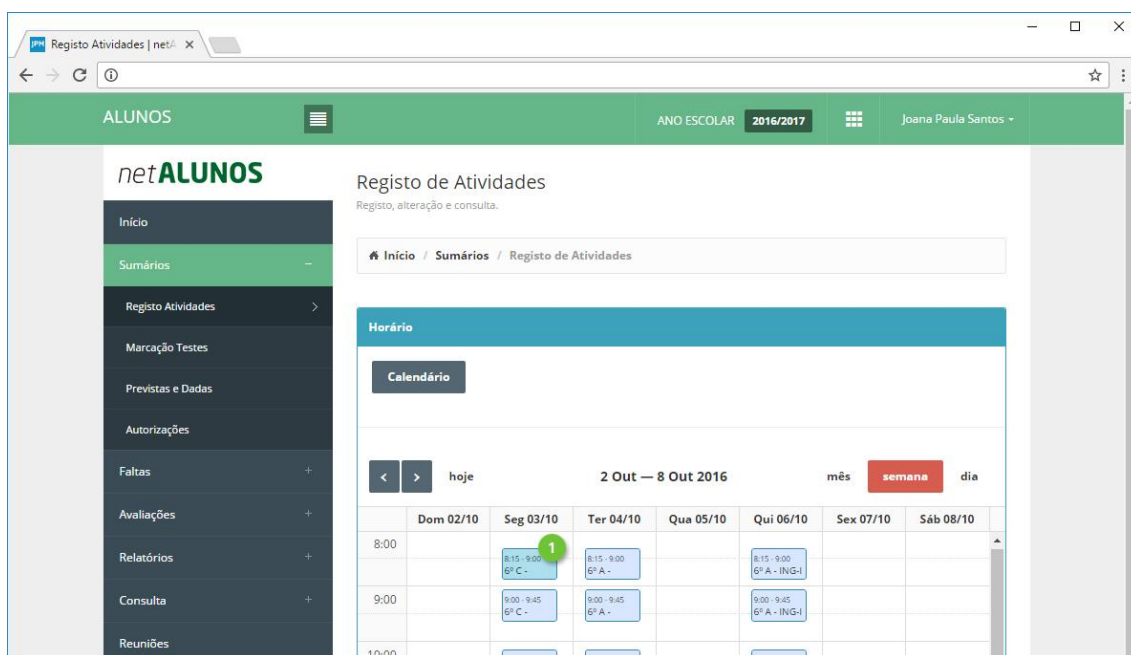 JPM Registo Atividades | netA
ALUNOS
ANO ESCOLAR 2016/2017
Joana Paula Santos
netALUNOS
Início
Sumários
Registo Atividades
Marcação Testes
Previstas e Dadas
Autorizações
Faltas
Avaliações
Relatórios
Consulta
Reuniões
Registo de Atividades
Registo, alteração e consulta.
Início / Sumários / Registo de Atividades
Horário
Calendário
hoje 2 Out — 8 Out 2016 mês semana dia
Dom 02/10 Seg 03/10 Ter 04/10 Qua 05/10 Qui 06/10 Sex 07/10 Sáb 08/10
8:00
1
8:15 - 9:00 8:15 - 9:00 8:15 - 9:00
6º C - 6º A - 6º A - ING-I
9:00 9:00 - 9:45 9:00 - 9:45 9:00 - 9:45
6º C - 6º A - 6º A - ING-I
10:00